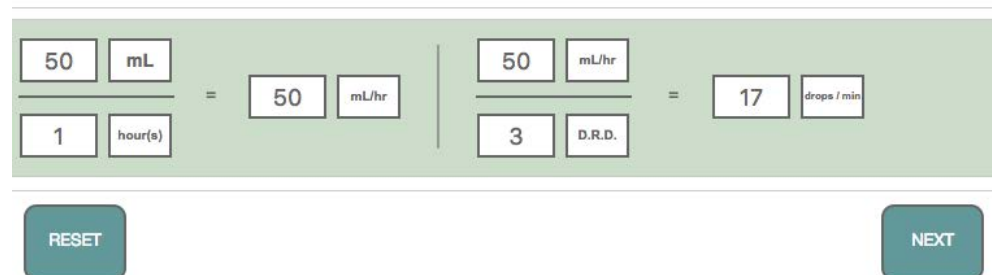 50 mL
1 hour(s)
= 50 mL/hr
50 mL/hr
3 D.R.D.
= 17 drops / min
RESET
NEXT